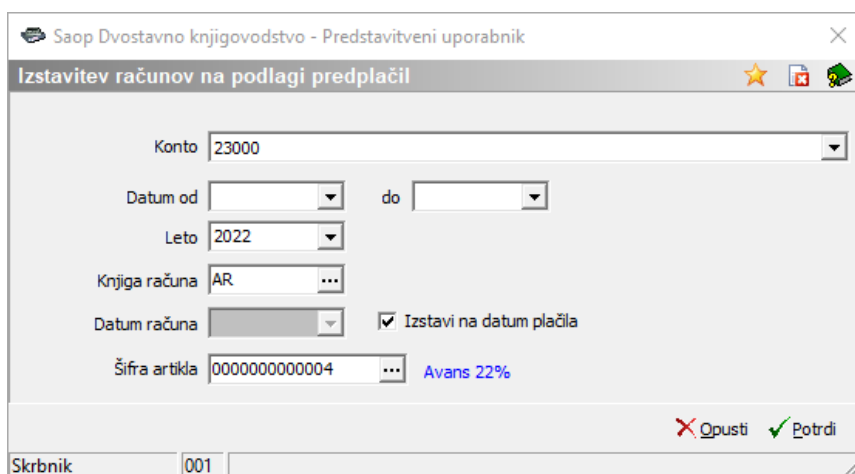 Saop Dvostavno knjigovodstvo - Predstavitveni uporabnik
Izstavitev računov na podlagi predplačil
Konto 23000
Datum od do
Leto 2022
Knjiga računa AR ...
Datum računa Izstavi na datum plačila
Šifra artikla 0000000000004 ... Avans 22%
Opusti Potrdi
Skrbnik 001